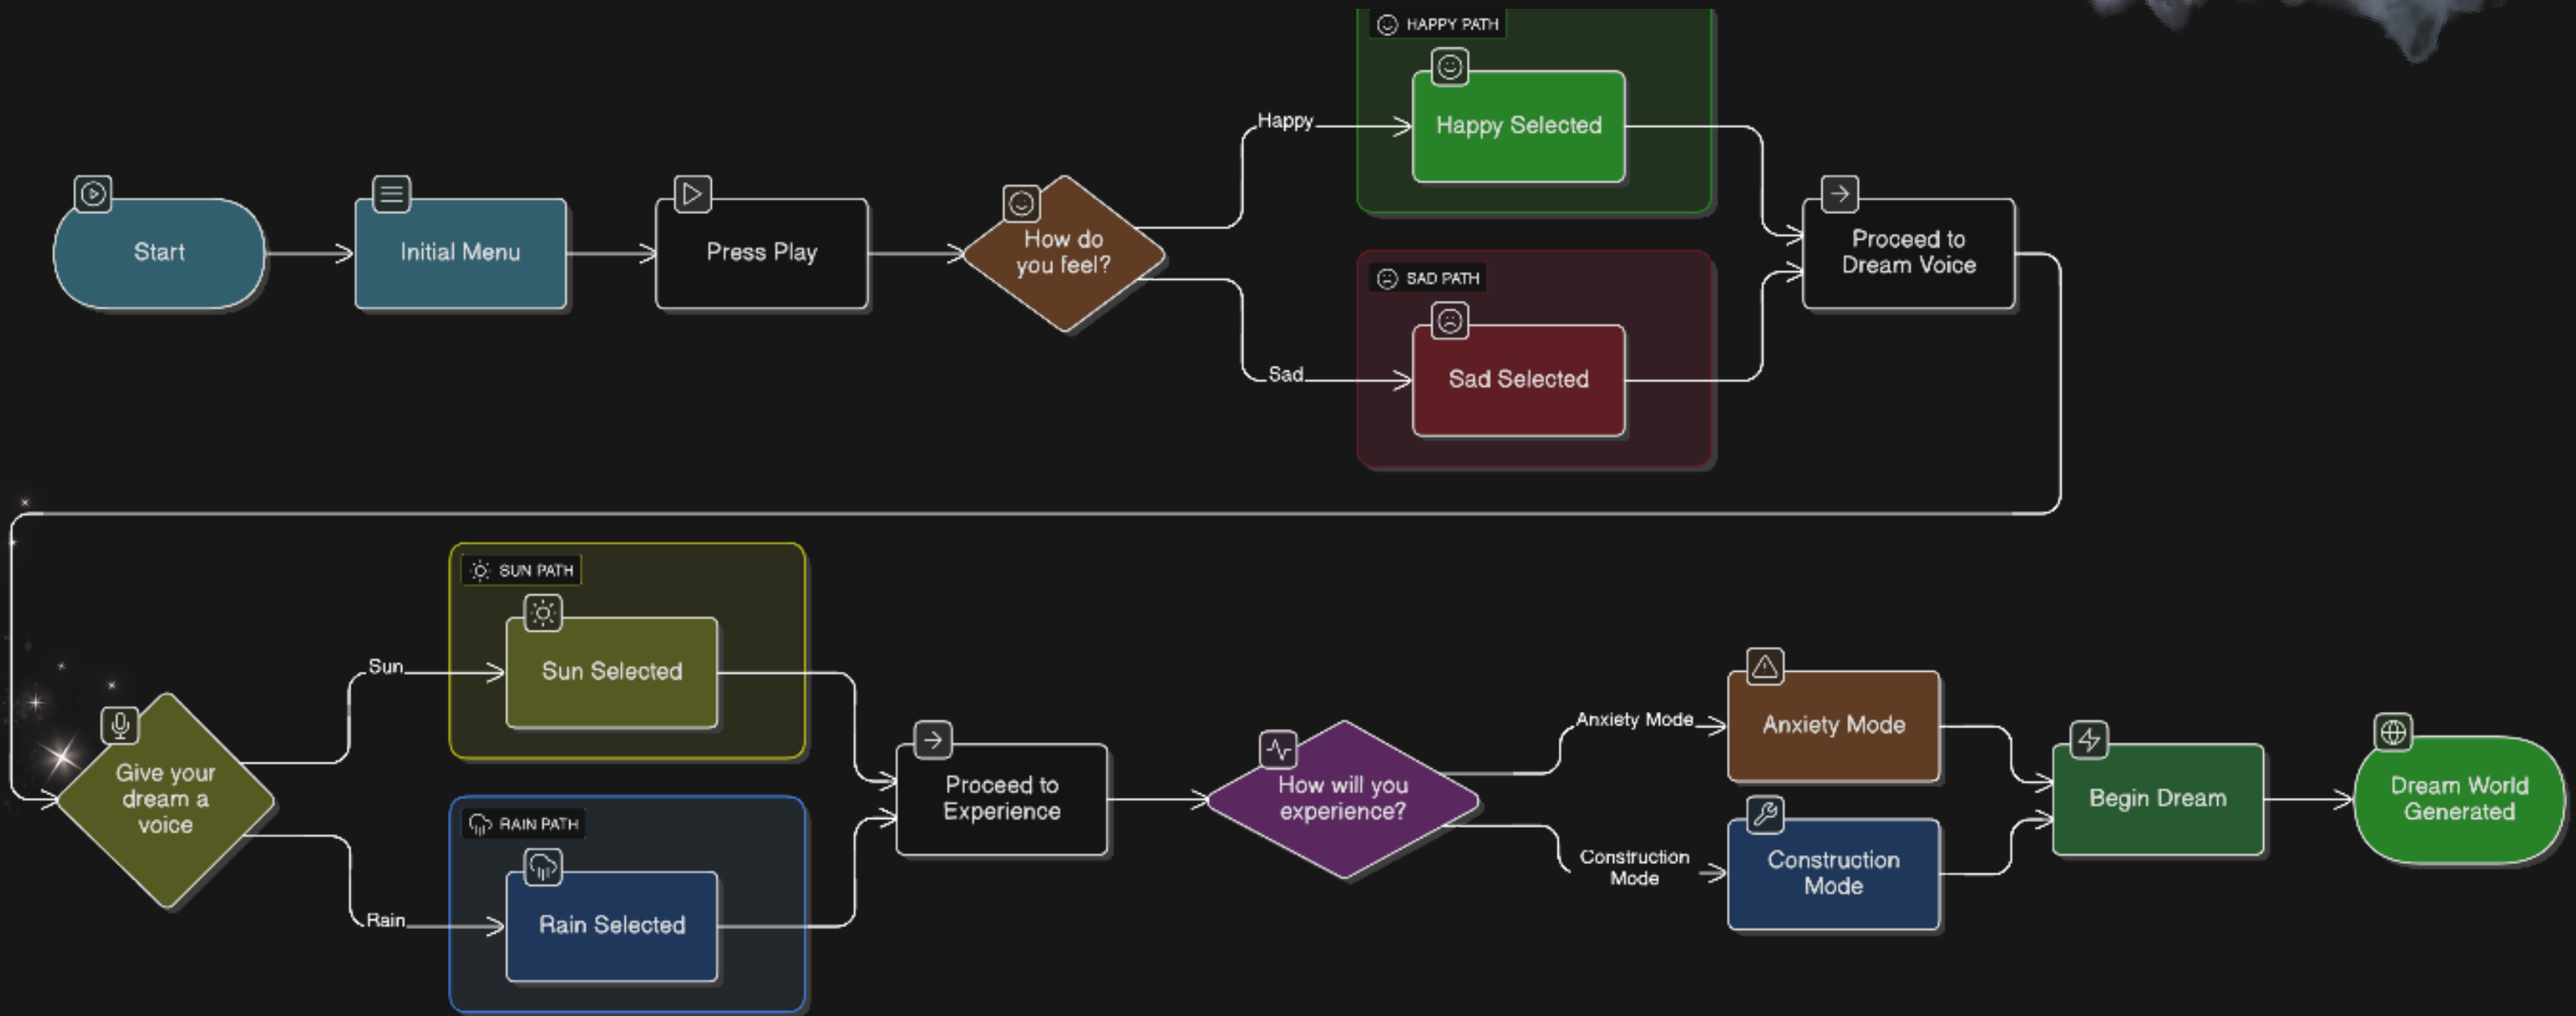 HAPPY PATH
Happy
Happy Selected
Start
Initial Menu
Press Play
How do
you feel?
Proceed to
Dream Voice
SAD PATH
Sad
Sad Selected
SUN PATH
Sun
Sun Selected
Give your
dream a
voice
RAIN PATH
Rain
Rain Selected
Proceed to
Experience
How will you
experience?
Anxiety Mode
Anxiety Mode
Construction
Mode
Construction
Mode
Begin Dream
Dream World
Generated